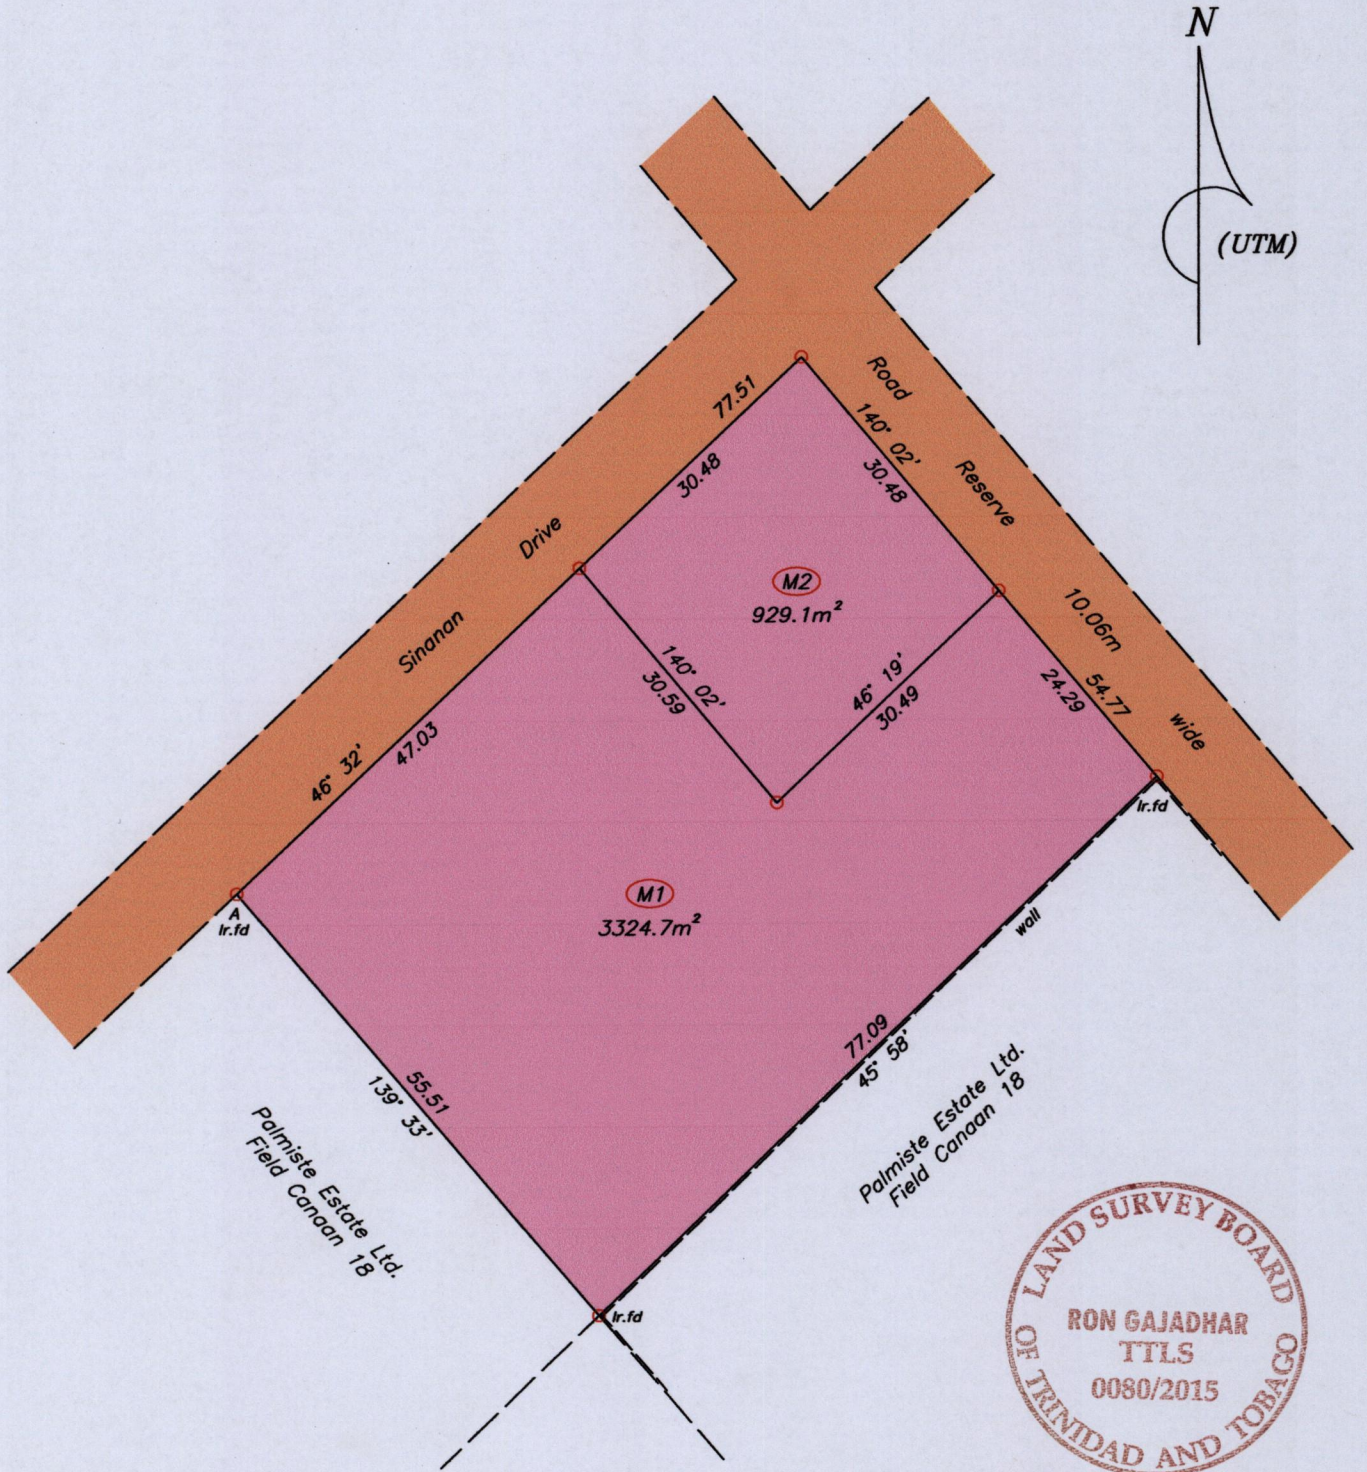 N
(UTM)
77.51
30.48
Road Reserve 10.06m wide
140° 02'
30.48
Sinanan Drive
M2
929.1m²
140° 02'
30.59
46° 19'
30.49
24.29
54.77
46° 32'
47.03
Ir.fd
A
Ir.fd
M1
3324.7m²
wall
77.09
45° 58'
55.51
139° 33'
Palmiste Estate Ltd.
Field Canaan 18
Palmiste Estate Ltd.
Field Canaan 18
Ir.fd
LAND SURVEY BOARD
RON GAJADHAR
TTLS
0080/2015
OF TRINIDAD AND TOBAGO